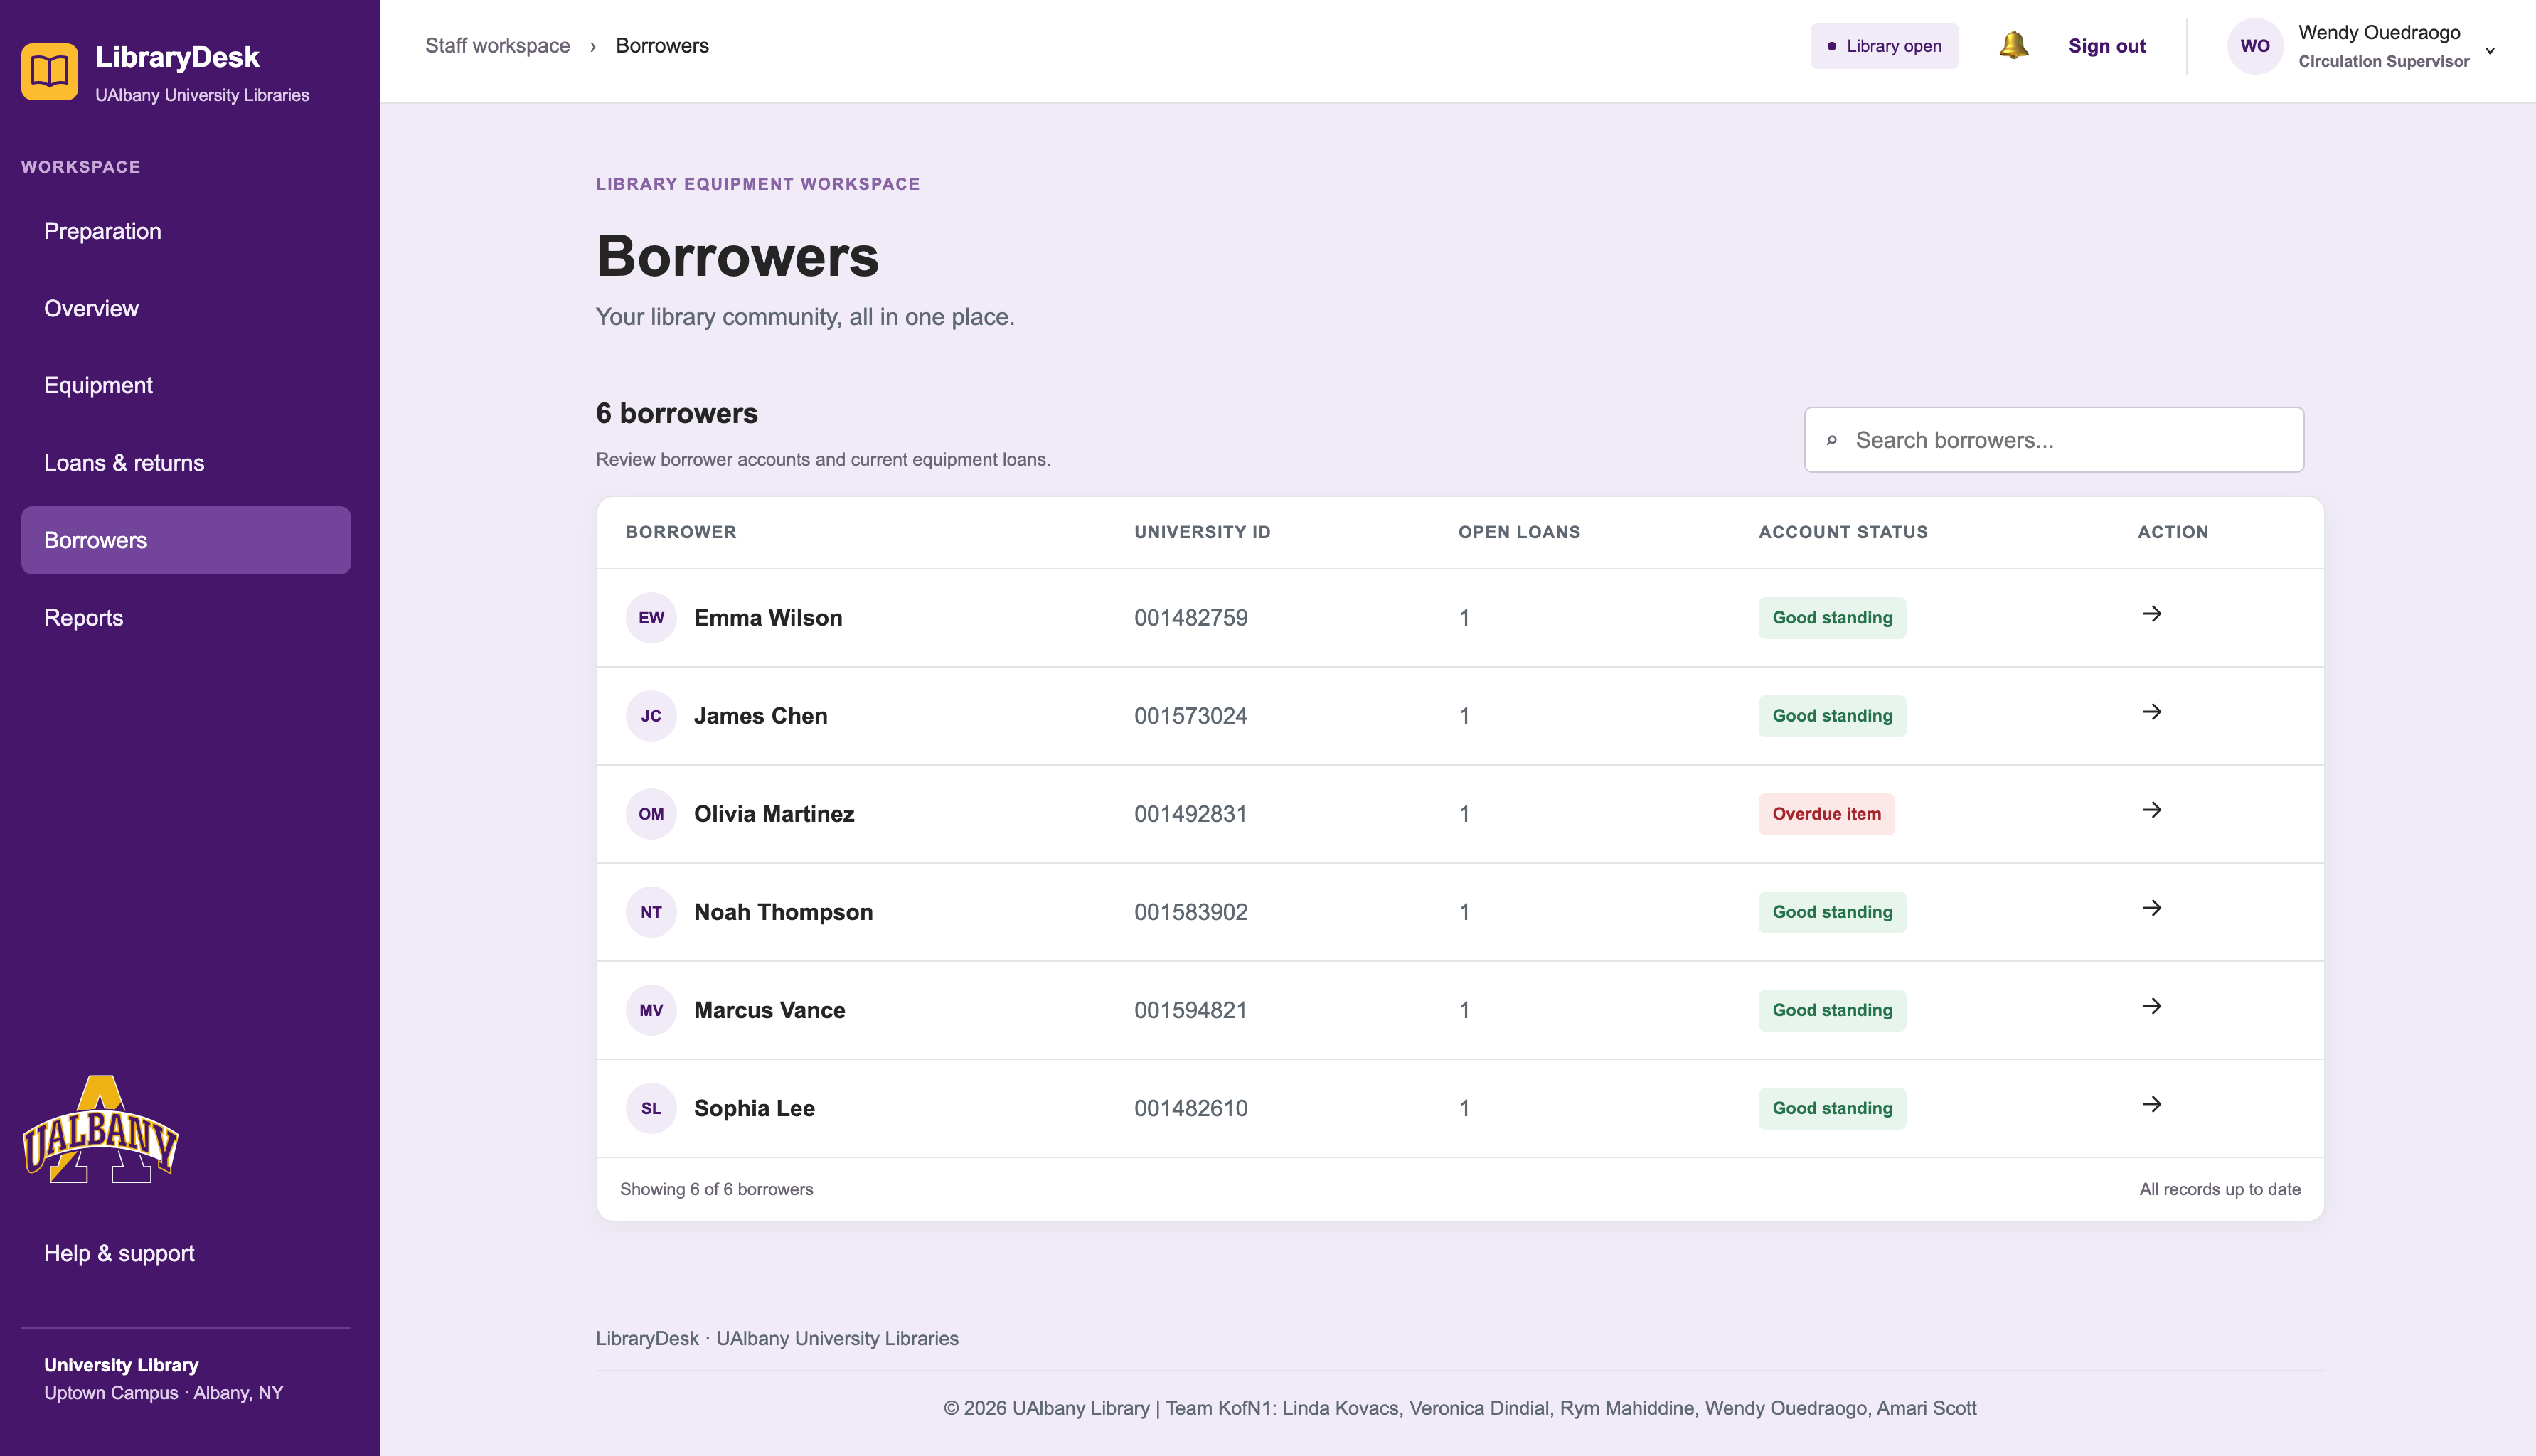 LibraryDesk
UAlbany University Libraries
WORKSPACE
Preparation
Overview
Equipment
Loans & returns
Borrowers
Reports
UALBANY
Help & support
University Library
Uptown Campus · Albany, NY
Staff workspace › Borrowers
Library open
Sign out
WO
Wendy Ouedraogo
Circulation Supervisor
LIBRARY EQUIPMENT WORKSPACE
Borrowers
Your library community, all in one place.
6 borrowers
Review borrower accounts and current equipment loans.
Search borrowers...
BORROWER UNIVERSITY ID OPEN LOANS ACCOUNT STATUS ACTION
EW Emma Wilson 001482759 1 Good standing →
JC James Chen 001573024 1 Good standing →
OM Olivia Martinez 001492831 1 Overdue item →
NT Noah Thompson 001583902 1 Good standing →
MV Marcus Vance 001594821 1 Good standing →
SL Sophia Lee 001482610 1 Good standing →
Showing 6 of 6 borrowers All records up to date
LibraryDesk · UAlbany University Libraries
© 2026 UAlbany Library | Team KofN1: Linda Kovacs, Veronica Dindial, Rym Mahiddine, Wendy Ouedraogo, Amari Scott